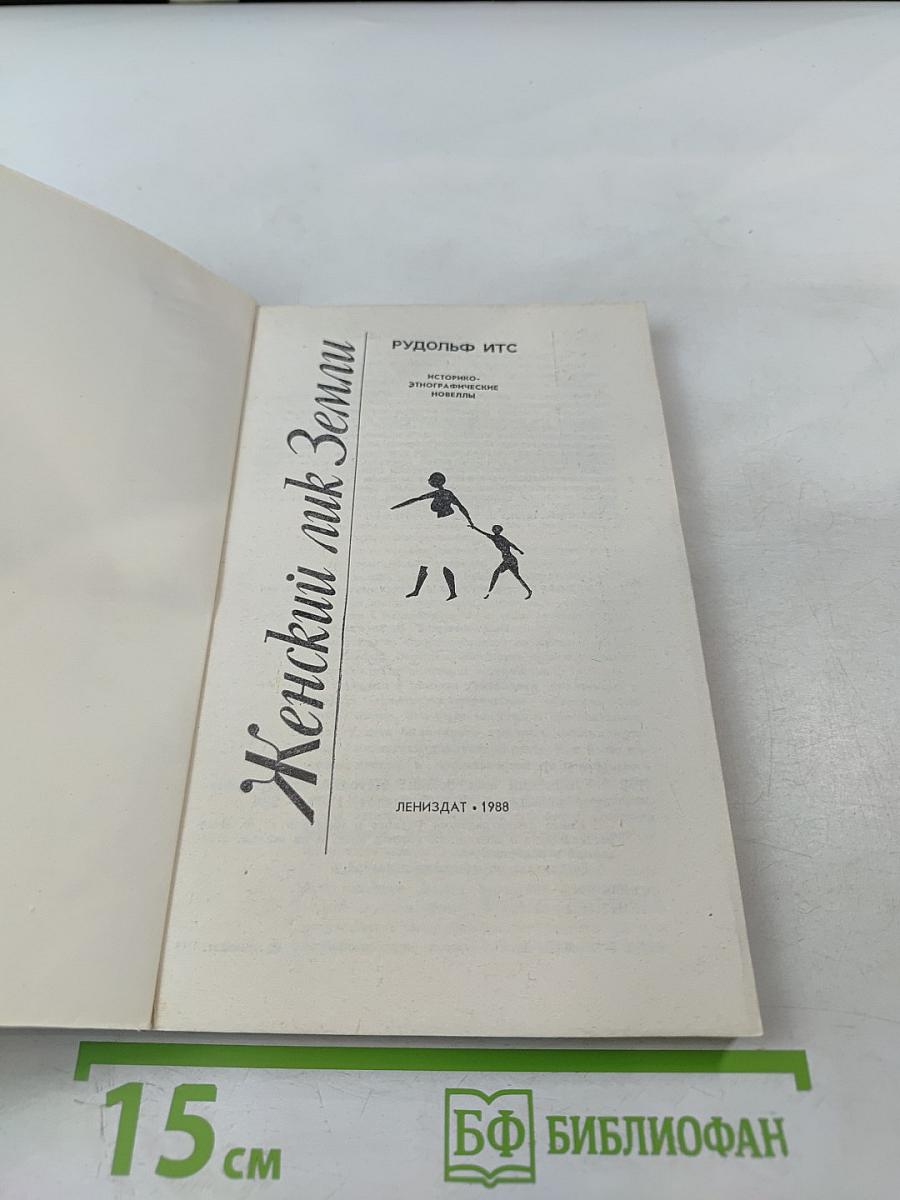 РУДОЛЬФ ИТС
ИСТОРИКО-
ЭТНОГРАФИЧЕСКИЕ
НОВЕЛЛЫ
Женский лик Земли
ЛЕНИЗДАТ • 1988
15 см
БФ БИБЛИОФАН